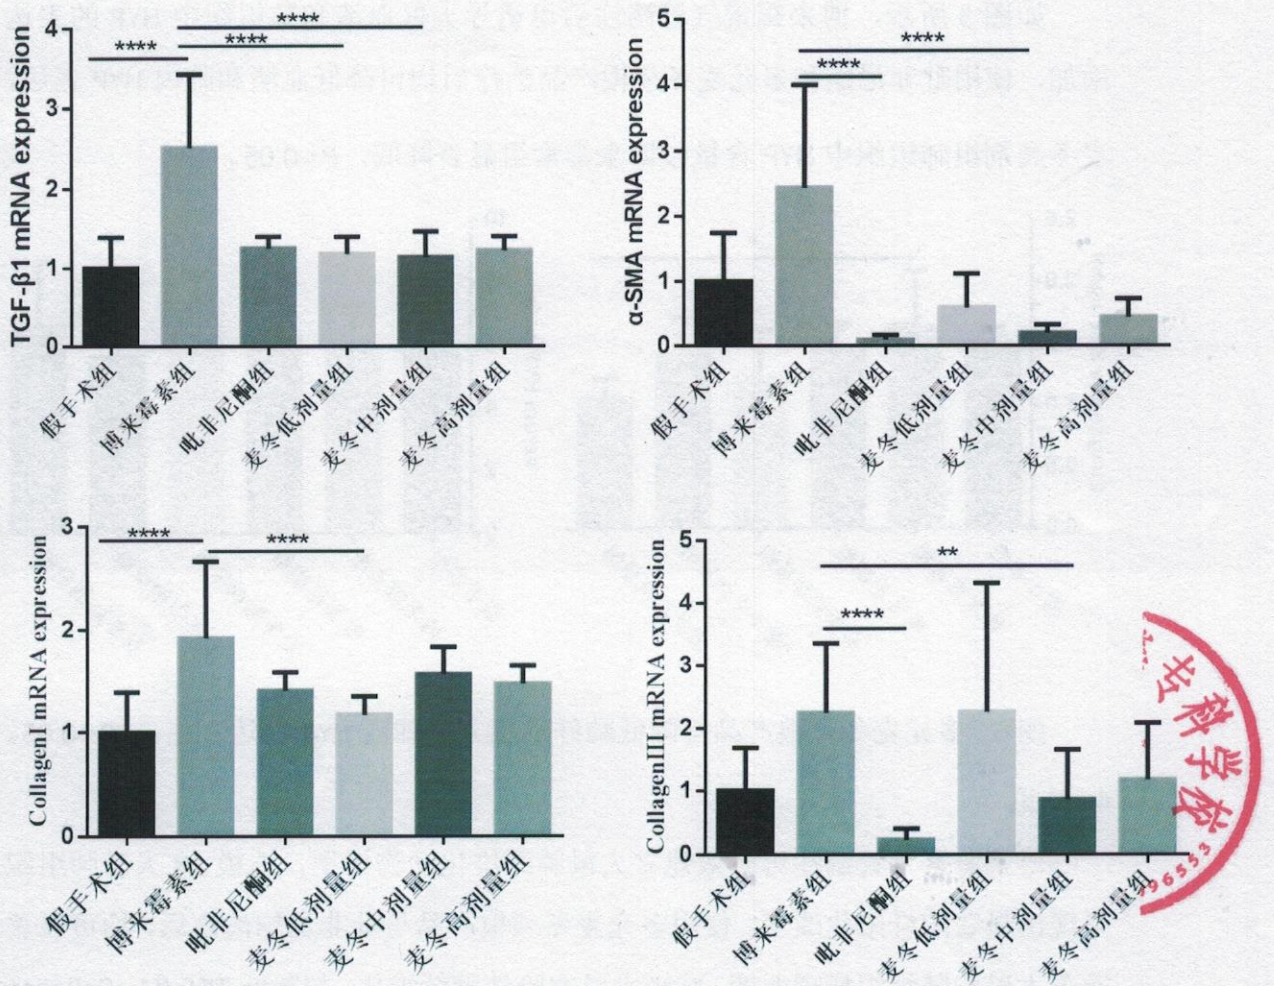 ****
****
****
4
3
2
1
0
TGF-β1 mRNA expression
假手术组
博来霉素组
吡非尼酮组
麦冬低剂量组
麦冬中剂量组
麦冬高剂量组
****
****
5
4
3
2
1
0
α-SMA mRNA expression
假手术组
博来霉素组
吡非尼酮组
麦冬低剂量组
麦冬中剂量组
麦冬高剂量组
****
****
3
2
1
0
CollagenI mRNA expression
假手术组
博来霉素组
吡非尼酮组
麦冬低剂量组
麦冬中剂量组
麦冬高剂量组
**
****
5
4
3
2
1
0
CollagenIII mRNA expression
假手术组
博来霉素组
吡非尼酮组
麦冬低剂量组
麦冬中剂量组
麦冬高剂量组
专科学校
96553